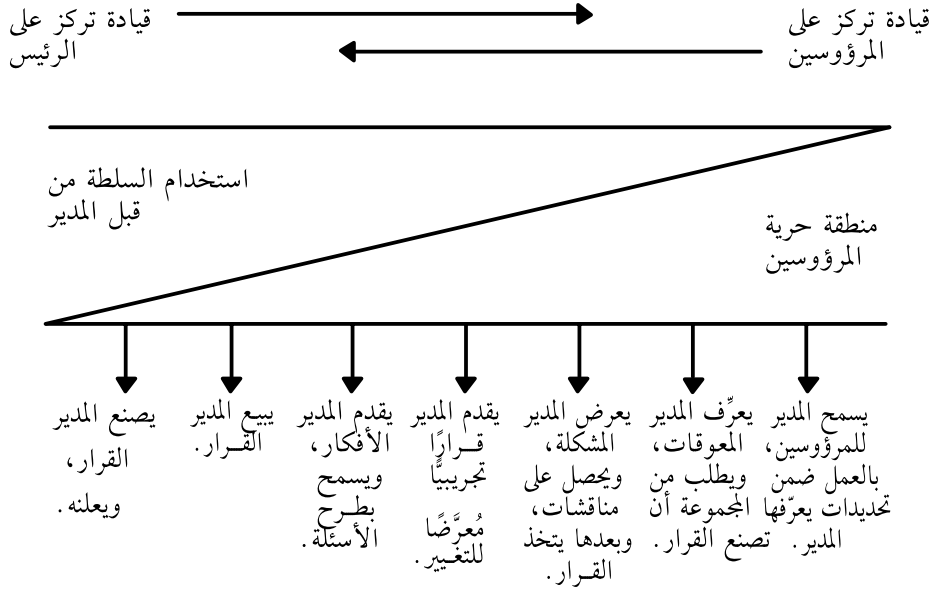 قيادة تركز على
المرؤوسين
قيادة تركز على
الرئيس
استخدام السلطة من
قبل المدير
منطقة حرية
المرؤوسين
يسمح المدير
للمرؤوسين،
بالعمل ضمن
تحديدات يعرّفها
المدير.
يعرِّف المدير
المعوقات،
ويطلب من
المجموعة أن
تصنع القرار.
يعرض المدير
المشكلة،
ويحصل على
مناقشات،
وبعدها يتخذ
القـرار.
يقدم المدير
قـرارًا
تجريبيًّا
مُعرَّضًا
للتغيير.
يقدم المدير
الأفكار،
ويسمح
بطرح
الأسئلة.
يبيع المدير
القـرار.
يصنع المدير
القرار،
ويعلنه.